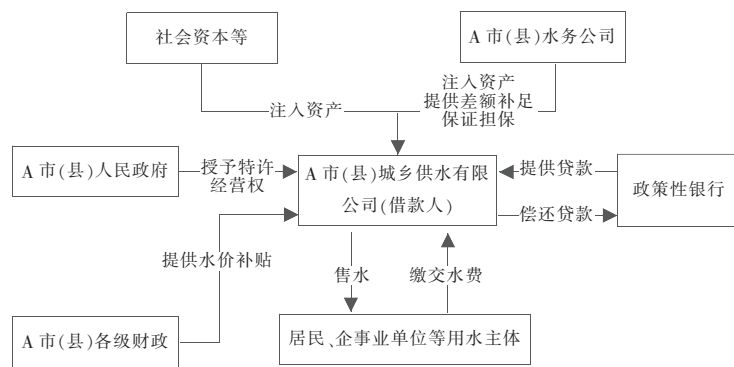 社会资本等
A市(县)水务公司
注入资产
注入资产
提供差额补足
保证担保
A市(县)人民政府
授予特许
经营权
A市(县)城乡供水有限
公司(借款人)
提供贷款
偿还贷款
政策性银行
提供水价补贴
售水
缴交水费
A市(县)各级财政
居民、企事业单位等用水主体